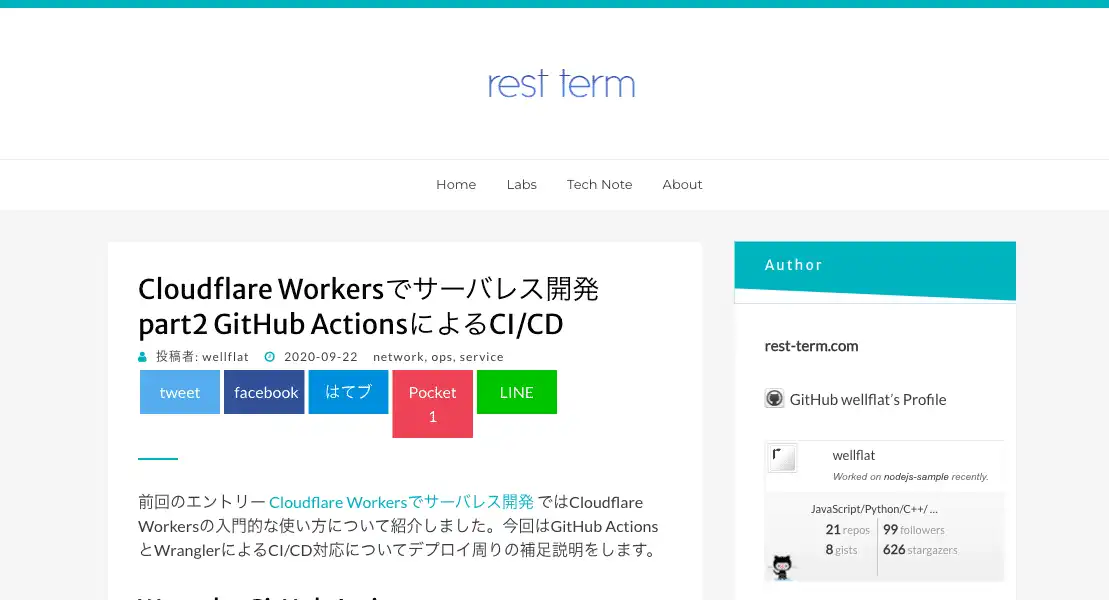 rest term
Home Labs Tech Note About
Cloudflare Workersでサーバレス開発
part2 GitHub ActionsによるCI/CD
投稿者: wellflat 2020-09-22 network, ops, service
tweet facebook はてブ Pocket LINE
1
前回のエントリー Cloudflare Workersでサーバレス開発 ではCloudflare
Workersの入門的な使い方について紹介しました。今回はGitHub Actions
とWranglerによるCI/CD対応についてデプロイ周りの補足説明をします。
Author
rest-term.com
GitHub wellflat’s Profile
wellflat
Worked on nodejs-sample recently.
JavaScript/Python/C++/ ...
21 repos 99 followers
8 gists 626 stargazers